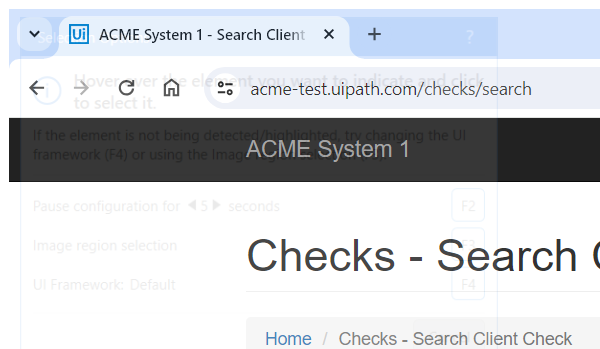 Selection Options ?
Ui ACME System 1 - Search Client
Hover over the element you want to indicate and click
to select it.
acme-test.uipath.com/checks/search
If the element is not being detected/highlighted, try changing the UI
framework (F4) or using the Image region
ACME System 1
Pause configuration for 5 seconds F2
Image region selection F3
Checks - Search
UI Framework: Default F4
Home / Checks - Search Client Check